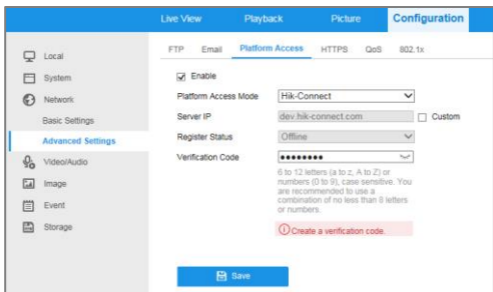 Live View Playback Picture Configuration
FTP Email Platform Access HTTPS QoS 802.1x
Local
System
Network
Basic Settings
Advanced Settings
Video/Audio
Image
Event
Storage
Enable
Platform Access Mode Hik-Connect
Server IP dev.hik-connect.com Custom
Register Status Offline
Verification Code ●●●●●●●●
6 to 12 letters (a to z, A to Z) or
numbers (0 to 9), case sensitive. You
are recommended to use a
combination of no less than 8 letters
or numbers.
Create a verification code.
Save